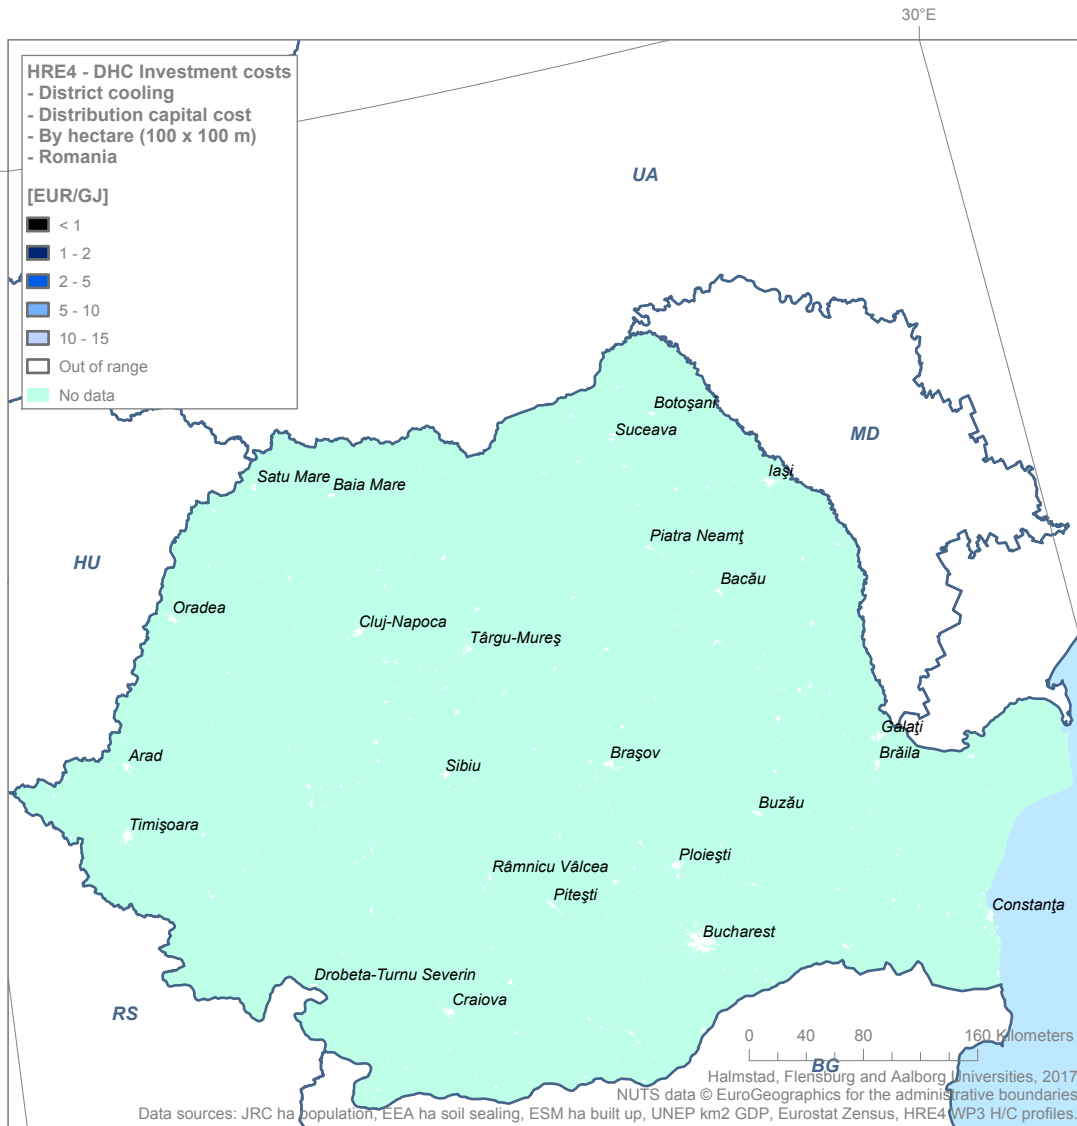 30°E
HRE4 - DHC Investment costs
- District cooling
- Distribution capital cost
- By hectare (100 x 100 m)
- Romania
[EUR/GJ]
< 1
1 - 2
2 - 5
5 - 10
10 - 15
Out of range
No data
UA
MD
HU
RS
BG
Botoşani
Suceava
Iaşi
Satu Mare
Baia Mare
Piatra Neamţ
Bacău
Oradea
Cluj-Napoca
Târgu-Mureş
Galaţi
Brăila
Arad
Sibiu
Braşov
Buzău
Timişoara
Ploieşti
Râmnicu Vâlcea
Piteşti
Constanţa
Bucharest
Drobeta-Turnu Severin
Craiova
0 40 80 160 Kilometers
Halmstad, Flensburg and Aalborg Universities, 2017
NUTS data © EuroGeographics for the administrative boundaries
Data sources: JRC ha population, EEA ha soil sealing, ESM ha built up, UNEP km2 GDP, Eurostat Zensus, HRE4 WP3 H/C profiles.